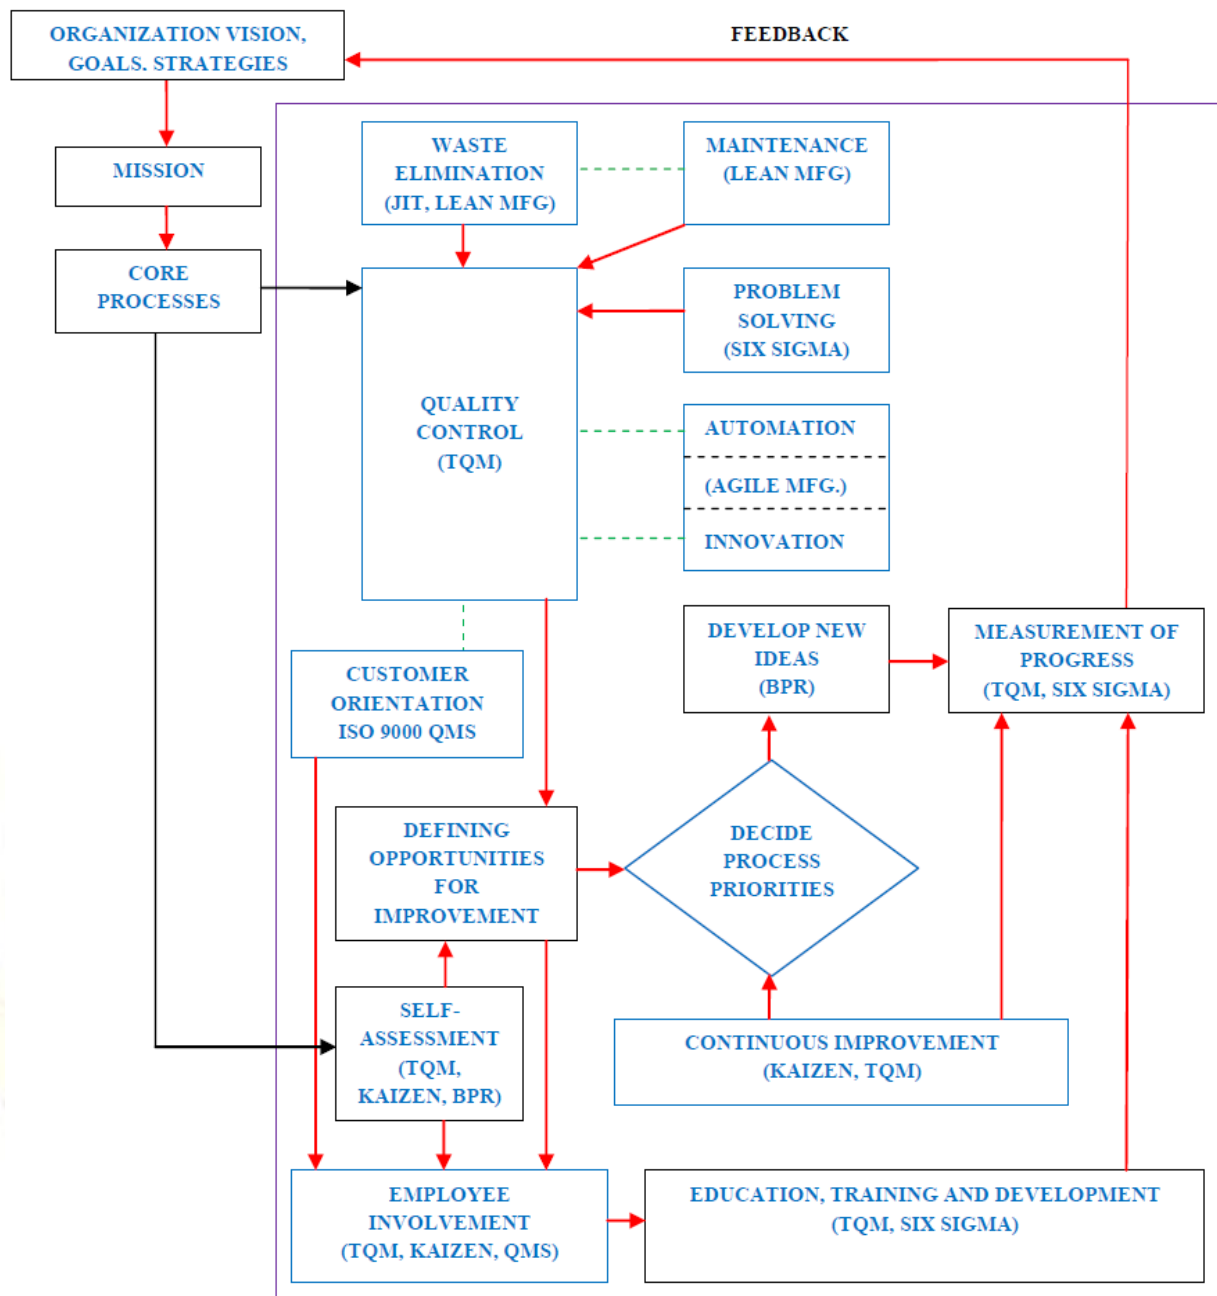 ORGANIZATION VISION,
GOALS. STRATEGIES
FEEDBACK
MISSION
WASTE
ELIMINATION
(JIT, LEAN MFG)
MAINTENANCE
(LEAN MFG)
CORE
PROCESSES
PROBLEM
SOLVING
(SIX SIGMA)
QUALITY
CONTROL
(TQM)
AUTOMATION
(AGILE MFG.)
INNOVATION
CUSTOMER
ORIENTATION
ISO 9000 QMS
DEVELOP NEW
IDEAS
(BPR)
MEASUREMENT OF
PROGRESS
(TQM, SIX SIGMA)
DEFINING
OPPORTUNITIES
FOR
IMPROVEMENT
DECIDE
PROCESS
PRIORITIES
SELF-
ASSESSMENT
(TQM,
KAIZEN, BPR)
CONTINUOUS IMPROVEMENT
(KAIZEN, TQM)
EMPLOYEE
INVOLVEMENT
(TQM, KAIZEN, QMS)
EDUCATION, TRAINING AND DEVELOPMENT
(TQM, SIX SIGMA)